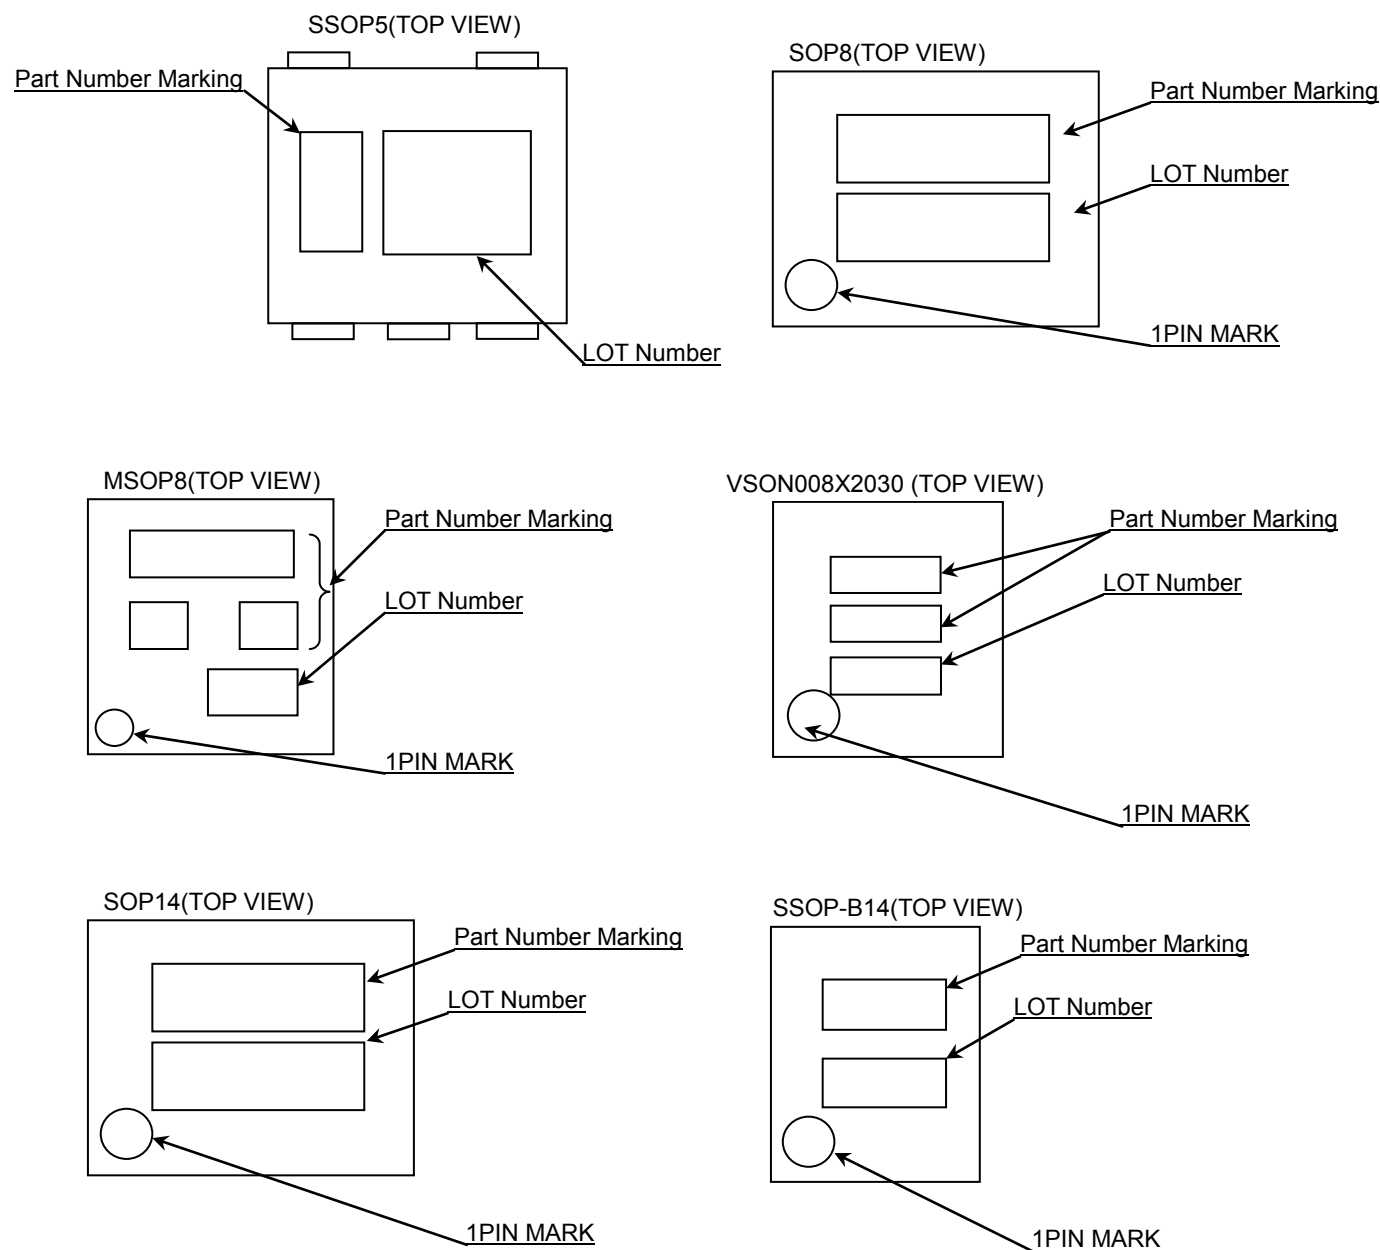 SSOP5(TOP VIEW)
Part Number Marking
LOT Number
SOP8(TOP VIEW)
Part Number Marking
LOT Number
1PIN MARK
MSOP8(TOP VIEW)
Part Number Marking
LOT Number
1PIN MARK
VSON008X2030 (TOP VIEW)
Part Number Marking
LOT Number
1PIN MARK
SOP14(TOP VIEW)
Part Number Marking
LOT Number
1PIN MARK
SSOP-B14(TOP VIEW)
Part Number Marking
LOT Number
1PIN MARK